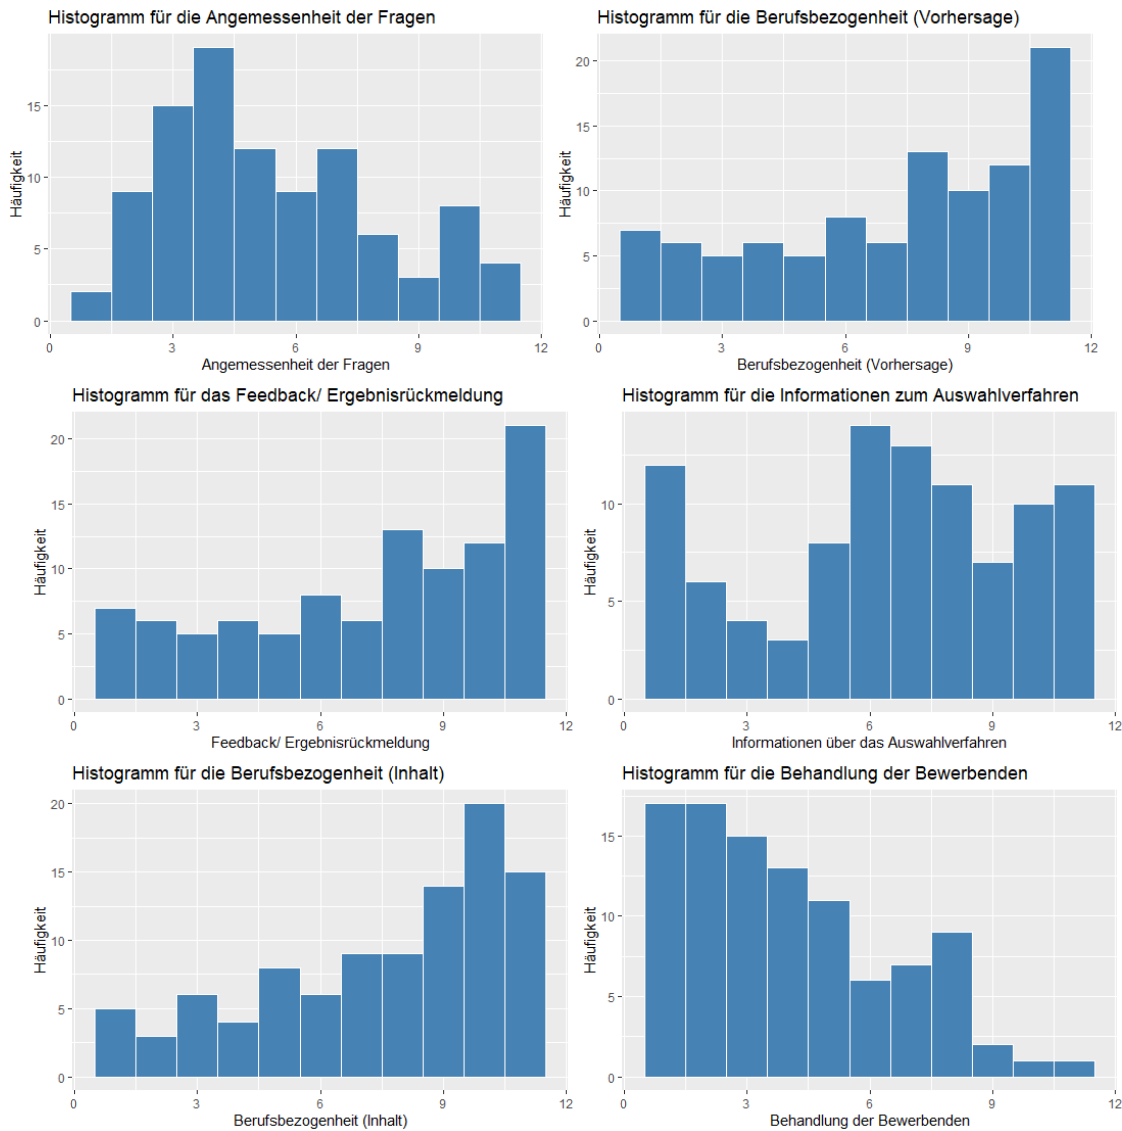 Histogramm für die Angemessenheit der Fragen
Häufigkeit
15
10
5
0
0 3 6 9 12
Angemessenheit der Fragen
Histogramm für die Berufsbezogenheit (Vorhersage)
Häufigkeit
20
15
10
5
0
0 3 6 9 12
Berufsbezogenheit (Vorhersage)
Histogramm für das Feedback/ Ergebnisrückmeldung
Häufigkeit
20
15
10
5
0
0 3 6 9 12
Feedback/ Ergebnisrückmeldung
Histogramm für die Informationen zum Auswahlverfahren
Häufigkeit
10
5
0
0 3 6 9 12
Informationen über das Auswahlverfahren
Histogramm für die Berufsbezogenheit (Inhalt)
Häufigkeit
20
15
10
5
0
0 3 6 9 12
Berufsbezogenheit (Inhalt)
Histogramm für die Behandlung der Bewerbenden
Häufigkeit
15
10
5
0
0 3 6 9 12
Behandlung der Bewerbenden